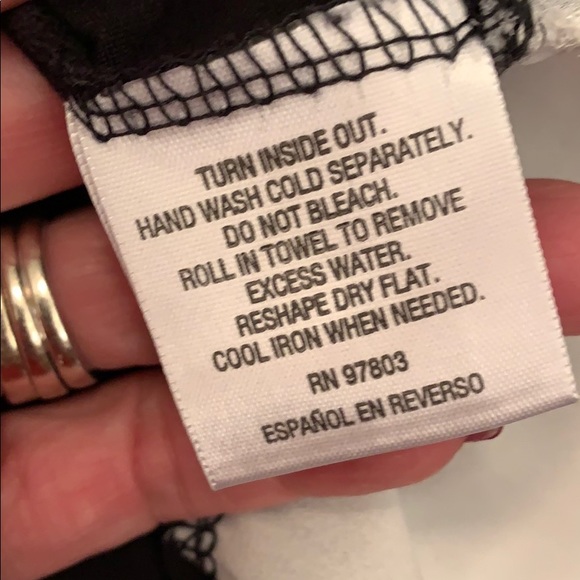 TURN INSIDE OUT.
HAND WASH COLD SEPARATELY.
DO NOT BLEACH.
ROLL IN TOWEL TO REMOVE
EXCESS WATER.
RESHAPE DRY FLAT.
COOL IRON WHEN NEEDED.
RN 97803
ESPAÑOL EN REVERSO